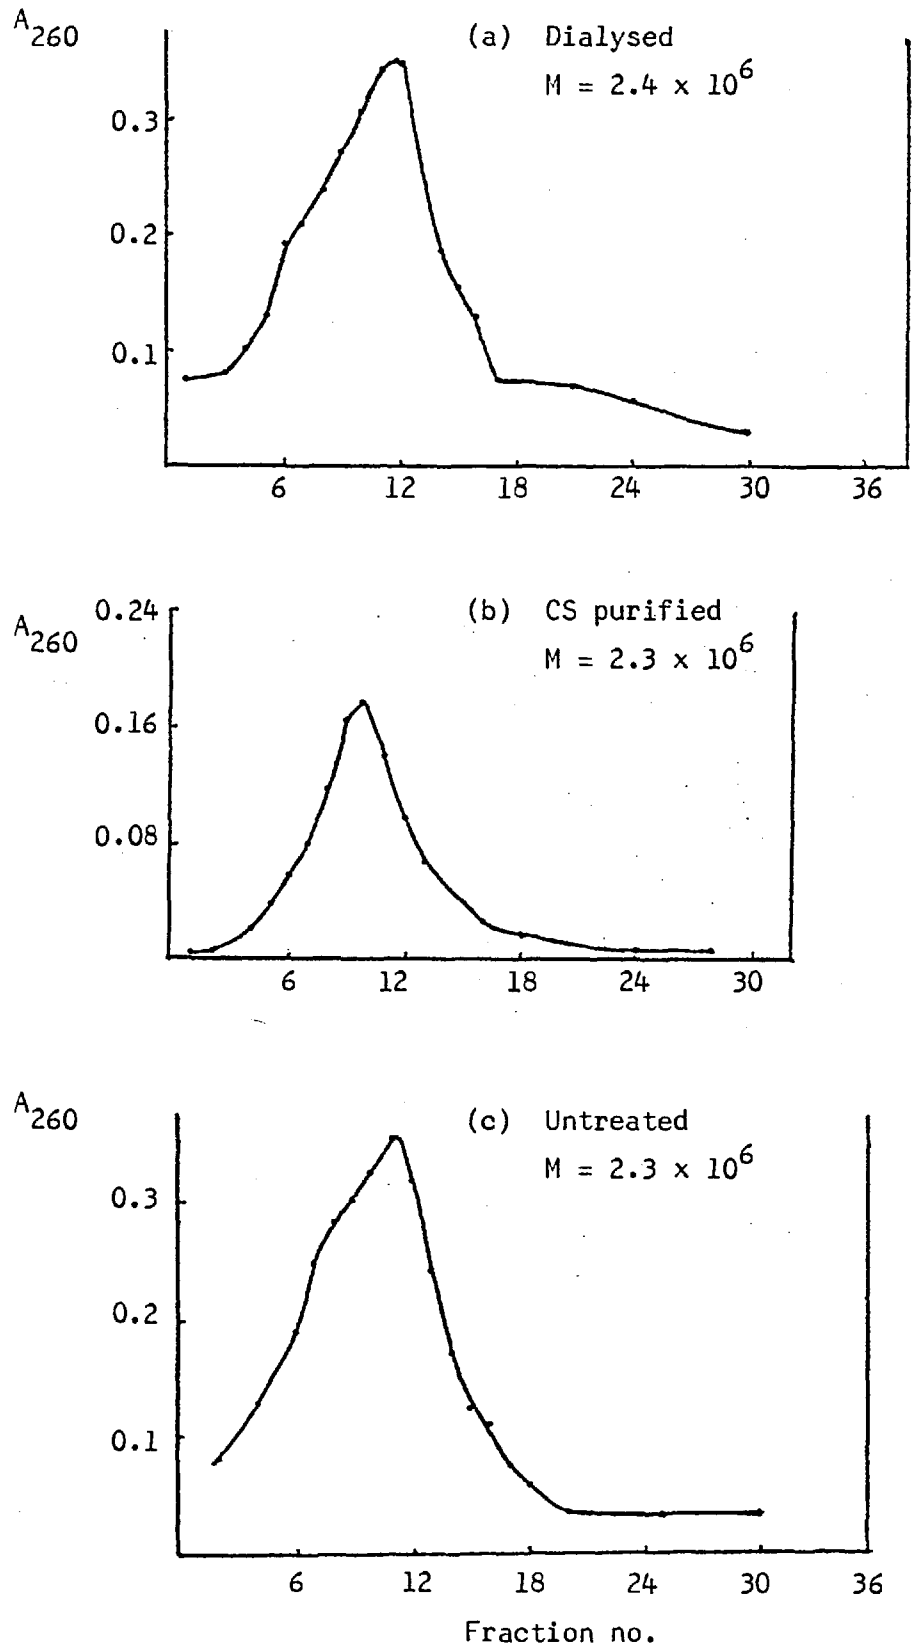 A260
(a) Dialysed
M = 2.4 x 10^6
0.3
0.2
0.1
6 12 18 24 30 36
A260
0.24
(b) CS purified
M = 2.3 x 10^6
0.16
0.08
6 12 18 24 30
A260
(c) Untreated
M = 2.3 x 10^6
0.3
0.2
0.1
6 12 18 24 30 36
Fraction no.